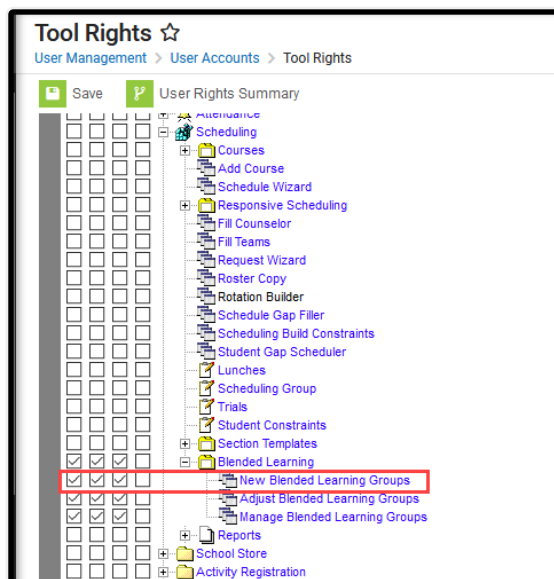 Tool Rights
User Management > User Accounts > Tool Rights
Save User Rights Summary
Attendance
Scheduling
Courses
Add Course
Schedule Wizard
Responsive Scheduling
Fill Counselor
Fill Teams
Request Wizard
Roster Copy
Rotation Builder
Schedule Gap Filler
Scheduling Build Constraints
Student Gap Scheduler
Lunches
Scheduling Group
Trials
Student Constraints
Section Templates
Blended Learning
New Blended Learning Groups
Adjust Blended Learning Groups
Manage Blended Learning Groups
Reports
School Store
Activity Registration